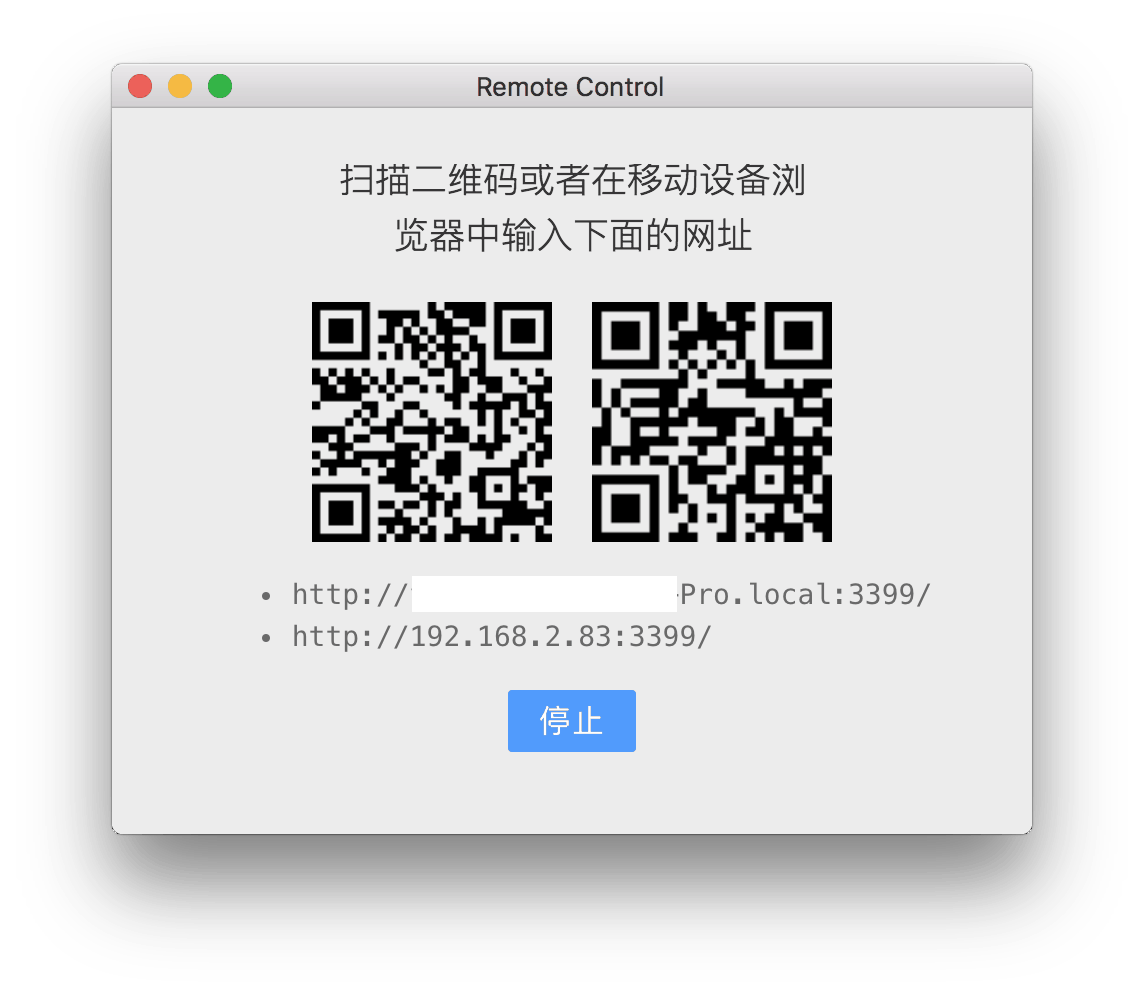 Remote Control
扫描二维码或者在移动设备浏
览器中输入下面的网址
http:// -Pro.local:3399/
http://192.168.2.83:3399/
停止